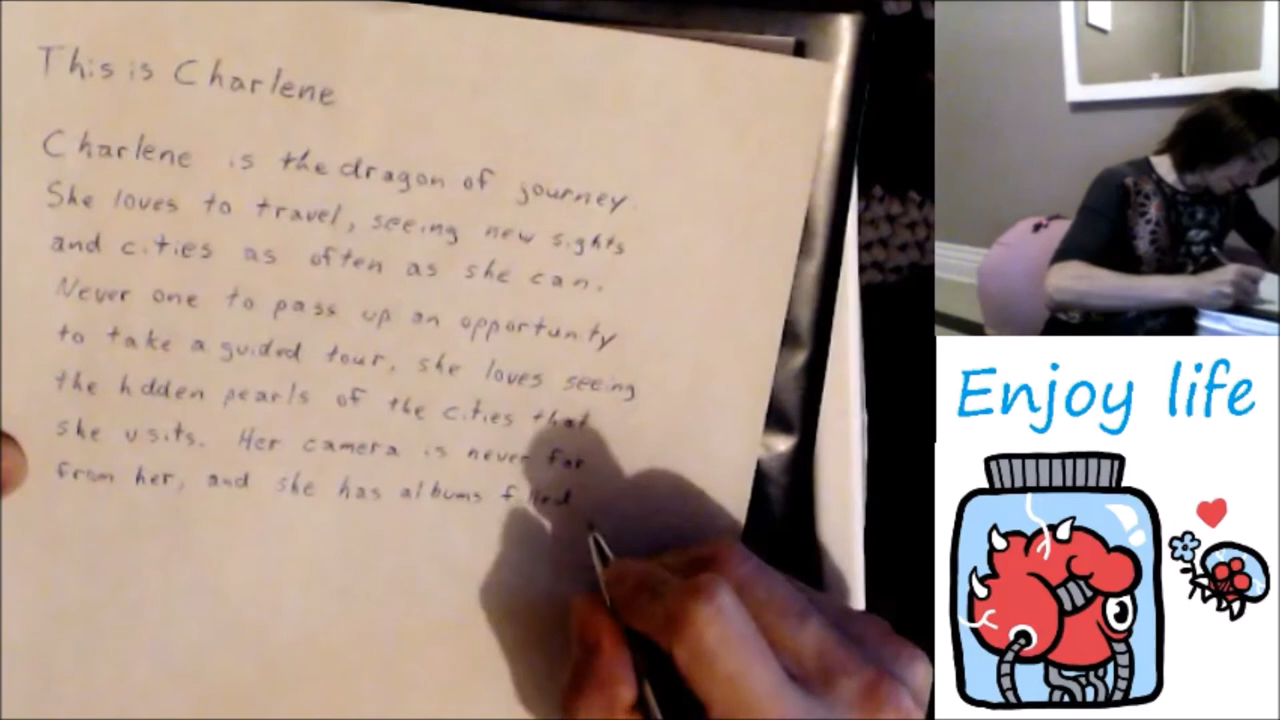 This is Charlene
Charlene is the dragon of journey.
She loves to travel, seeing new sights
and cities as often as she can.
Never one to pass up an opportunity
to take a guided tour, she loves seeing
the hidden pearls of the cities that
she visits. Her camera is never far
from her, and she has albums filled
Enjoy life